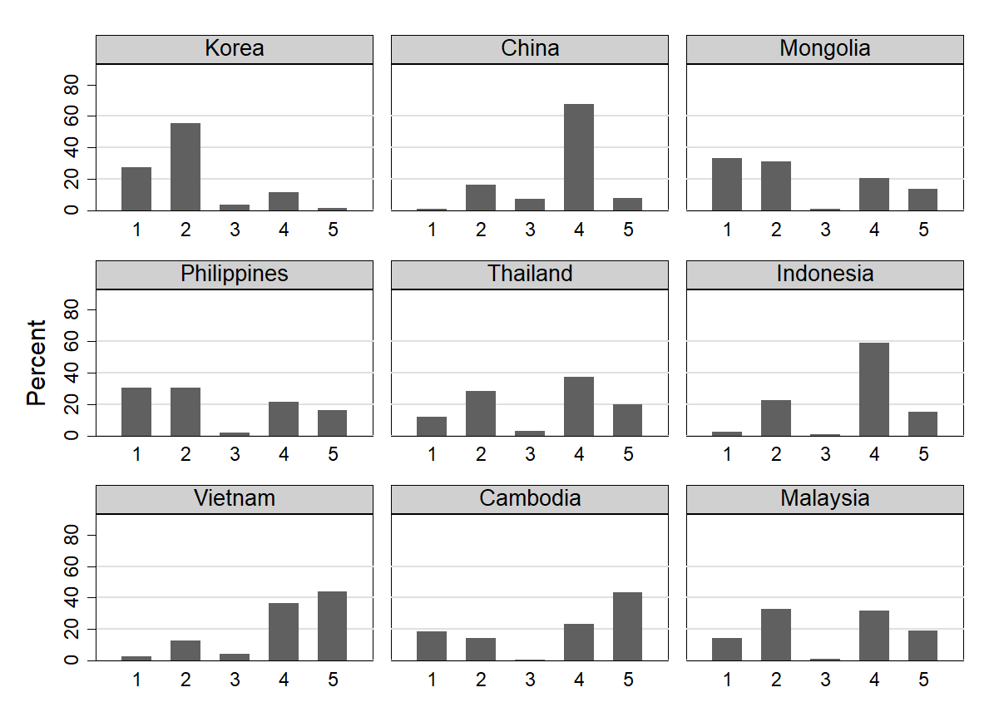 Korea China Mongolia
80
60
40
20
0
1 2 3 4 5 1 2 3 4 5 1 2 3 4 5
Philippines Thailand Indonesia
Percent
80
60
40
20
0
1 2 3 4 5 1 2 3 4 5 1 2 3 4 5
Vietnam Cambodia Malaysia
80
60
40
20
0
1 2 3 4 5 1 2 3 4 5 1 2 3 4 5